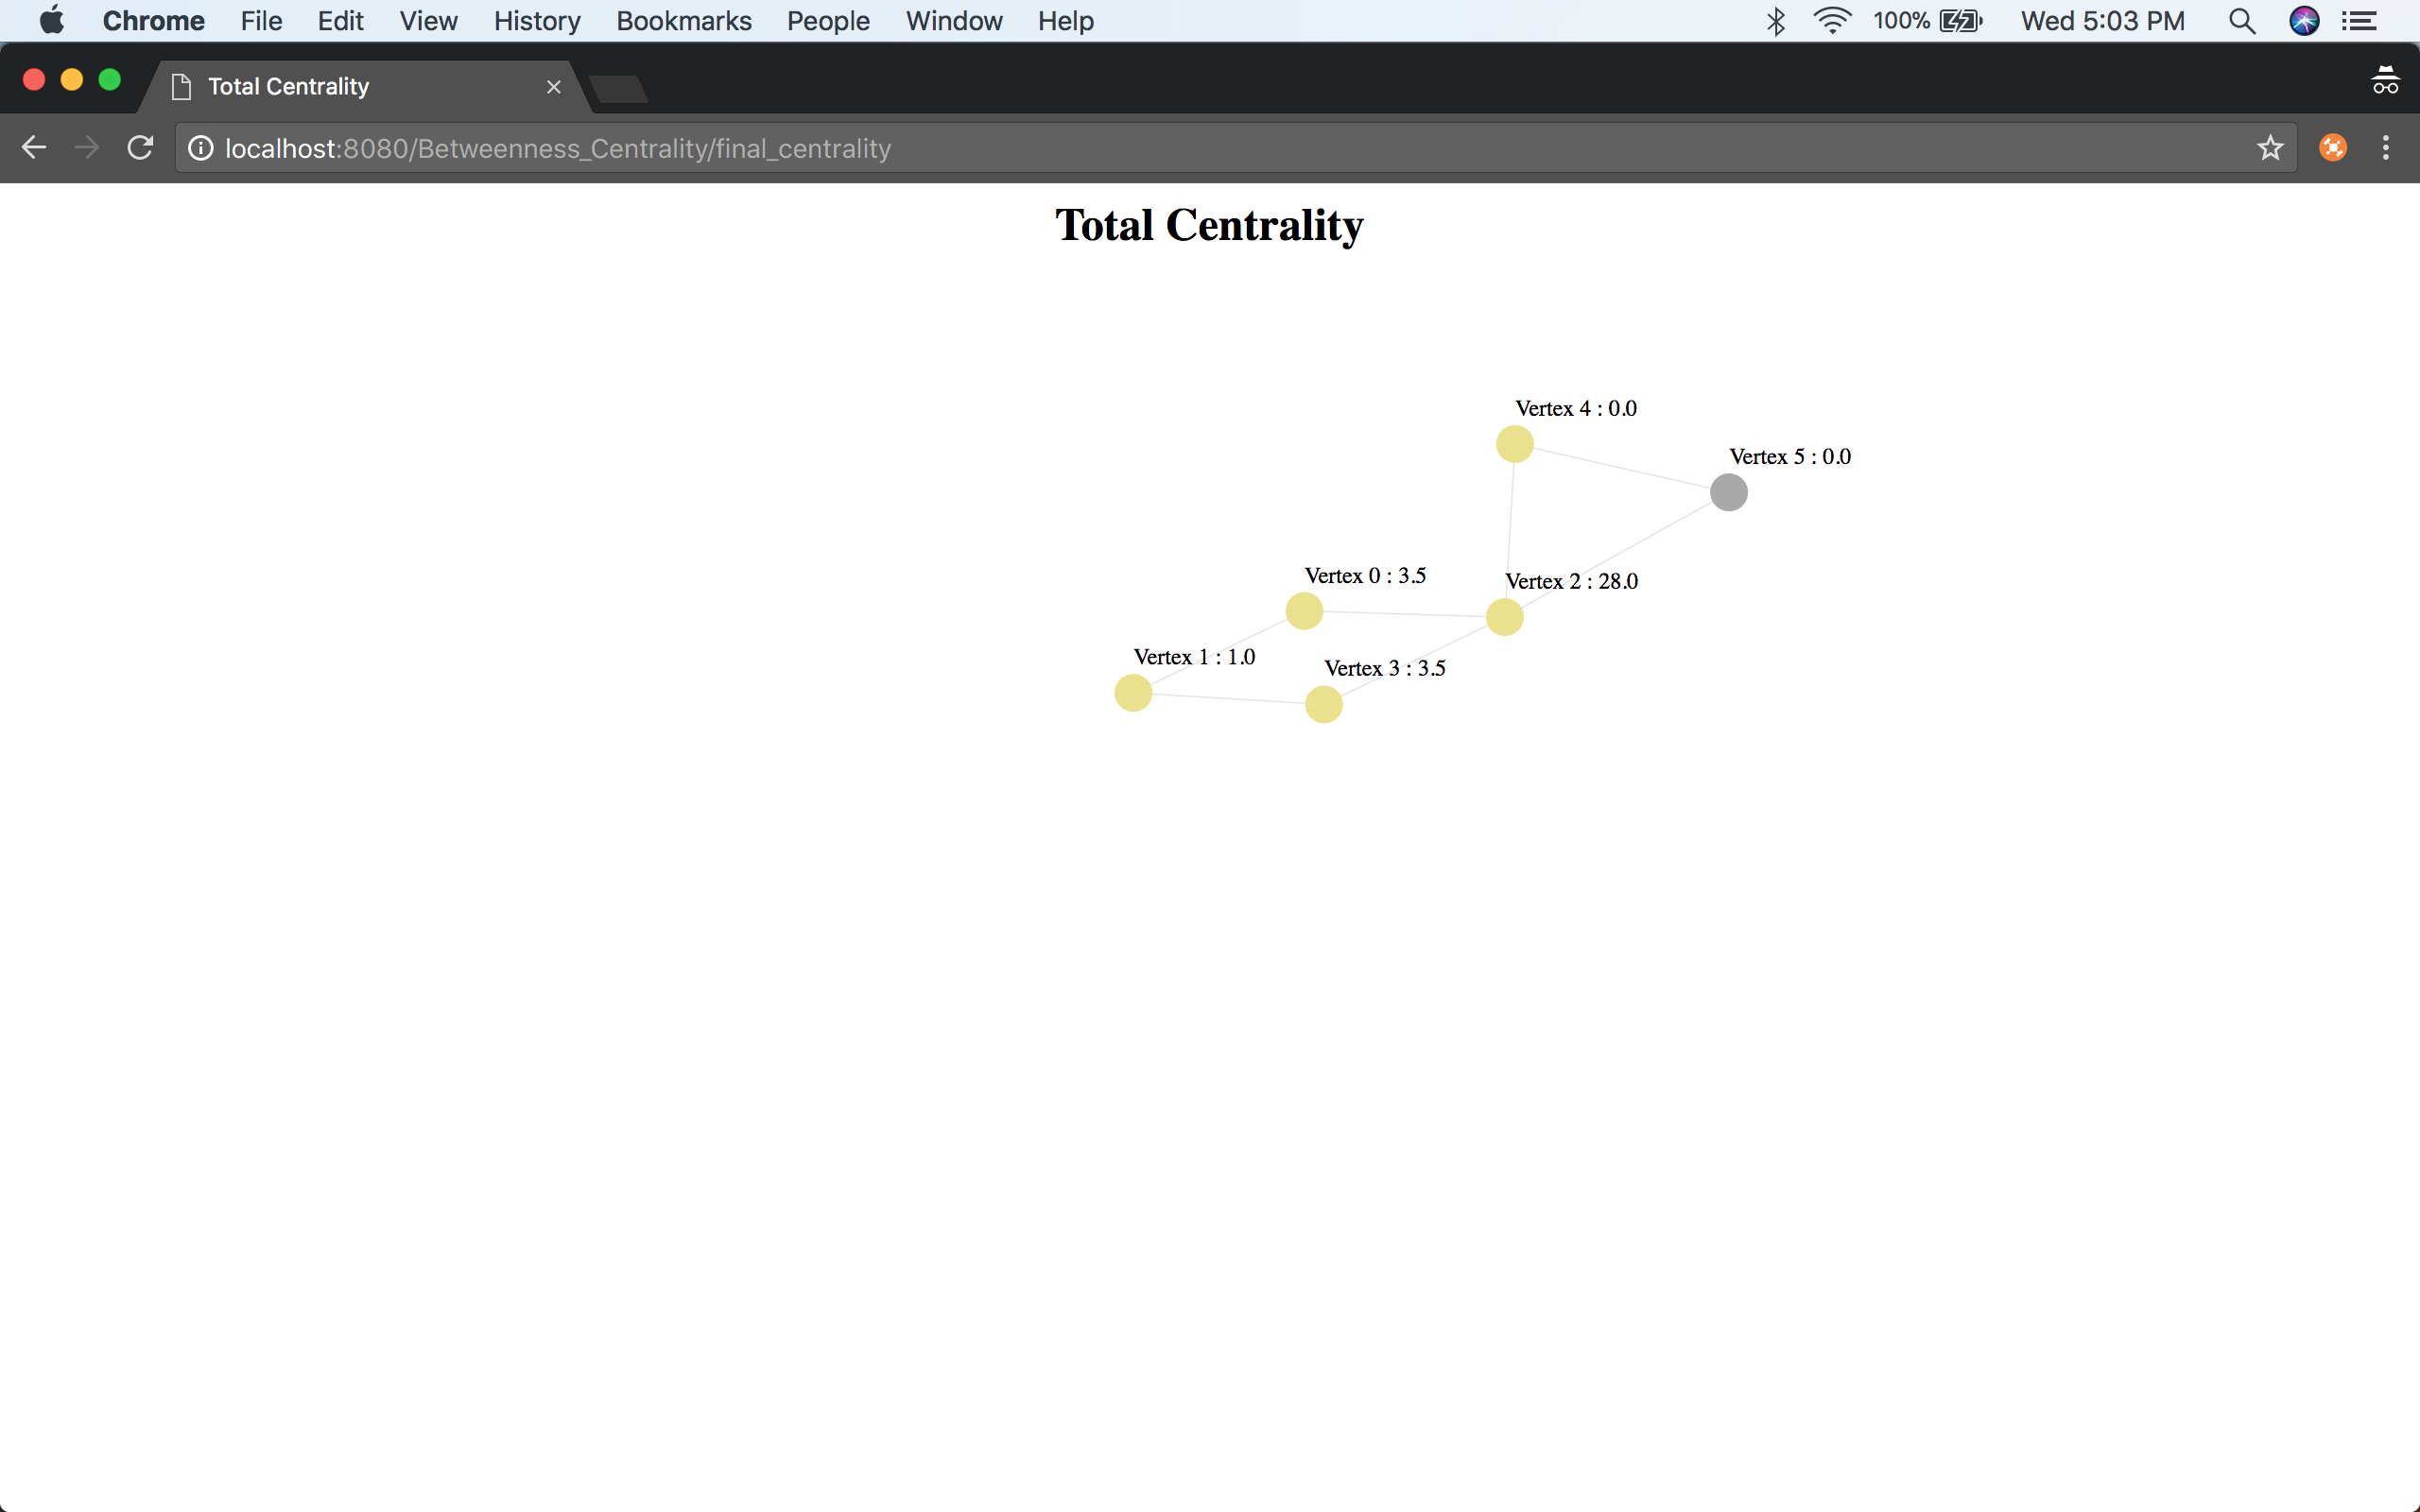 Chrome File Edit View History Bookmarks People Window Help 100% Wed 5:03 PM
Total Centrality
localhost:8080/Betweenness_Centrality/final_centrality
Total Centrality
Vertex 4 : 0.0
Vertex 5 : 0.0
Vertex 0 : 3.5
Vertex 2 : 28.0
Vertex 1 : 1.0
Vertex 3 : 3.5